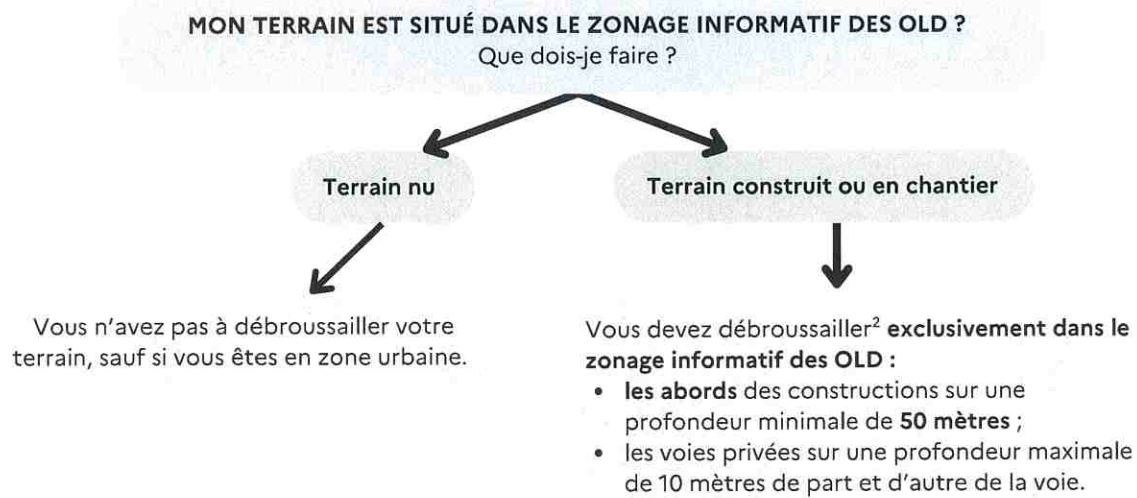 MON TERRAIN EST SITUÉ DANS LE ZONAGE INFORMATIF DES OLD ?
Que dois-je faire ?
Terrain nu
Terrain construit ou en chantier
Vous n'avez pas à débroussailler votre
terrain, sauf si vous êtes en zone urbaine.
Vous devez débroussailler² exclusivement dans le
zonage informatif des OLD :
• les abords des constructions sur une
profondeur minimale de 50 mètres ;
• les voies privées sur une profondeur maximale
de 10 mètres de part et d'autre de la voie.